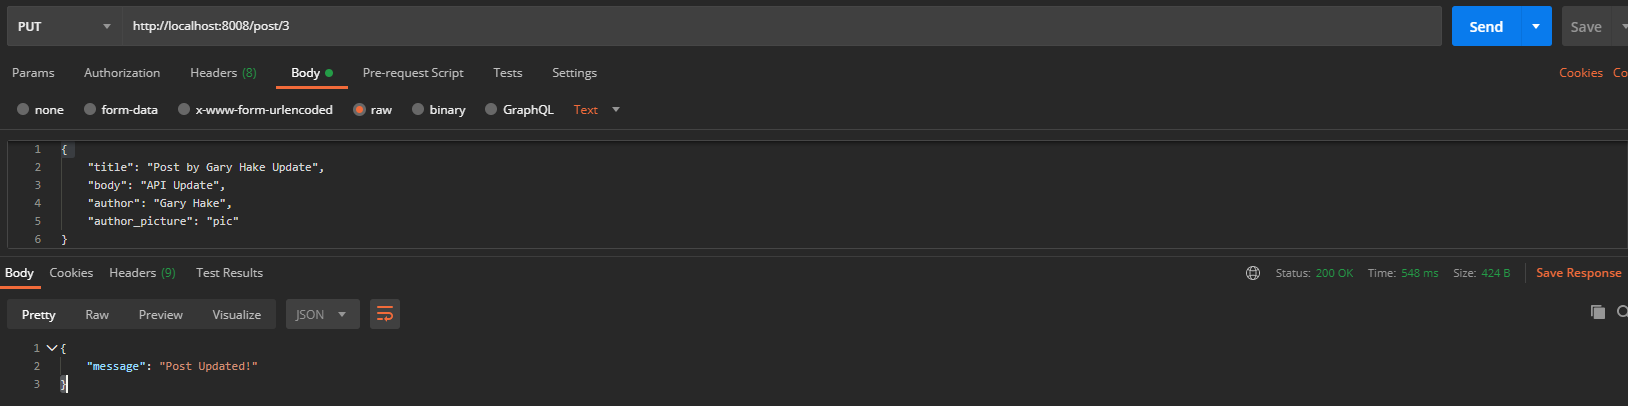 PUT http://localhost:8008/post/3 Send Save
Params Authorization Headers (8) Body Pre-request Script Tests Settings Cookies Co
none form-data x-www-form-urlencoded raw binary GraphQL Text
1 {
2 "title": "Post by Gary Hake Update",
3 "body": "API Update",
4 "author": "Gary Hake",
5 "author_picture": "pic"
6 }
Body Cookies Headers (9) Test Results Status: 200 OK Time: 548 ms Size: 424 B Save Response
Pretty Raw Preview Visualize JSON
1 {
2 "message": "Post Updated!"
3 }